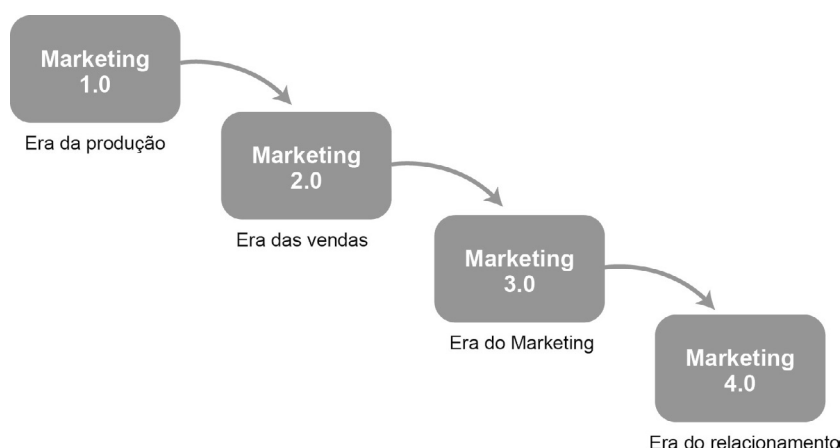 Marketing
1.0
Era da produção
Marketing
2.0
Era das vendas
Marketing
3.0
Era do Marketing
Marketing
4.0
Era do relacionamento